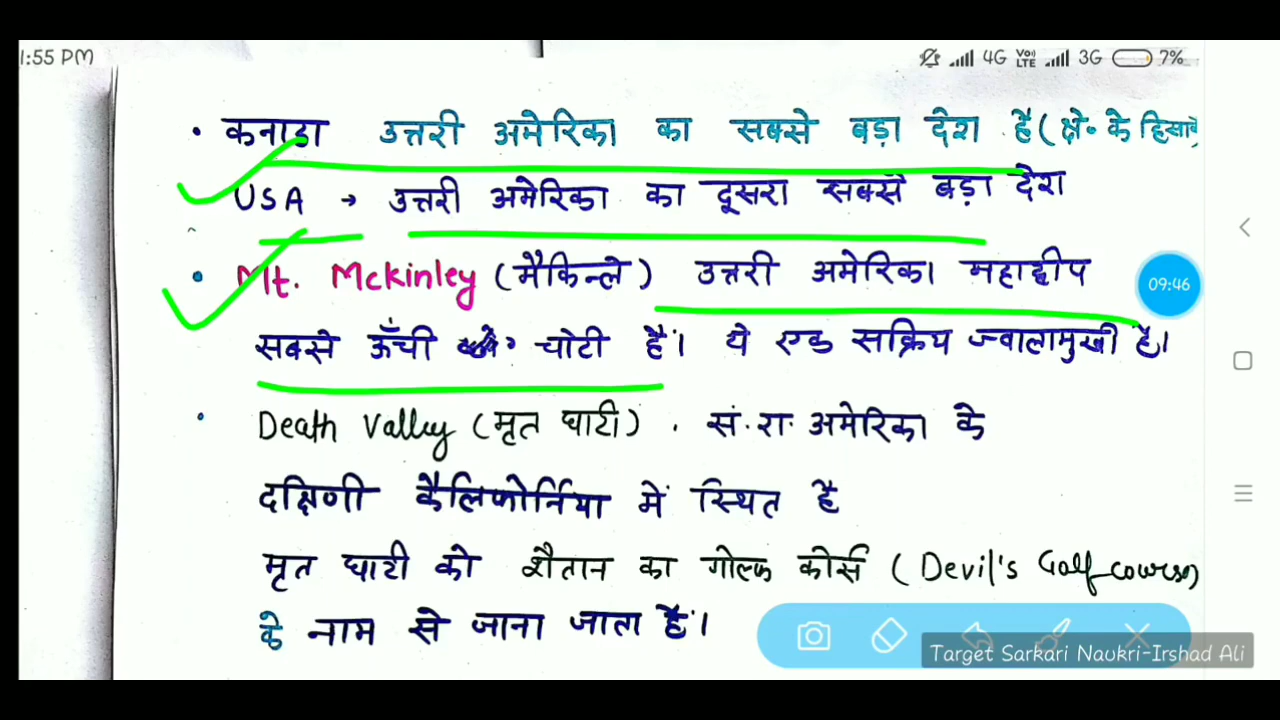 1:55 PM 4G VoLTE 3G 7%
• कनाडा उत्तरी अमेरिका का सबसे बड़ा देश है (क्षे॰ के हिसाब
USA → उत्तरी अमेरिका का दूसरा सबसे बड़ा देश
• Mt. Mckinley (मैकिन्ले) उत्तरी अमेरिका महाद्वीप
09:46
सबसे ऊँची चोटी है। ये एड सक्रिय ज्वालामुखी है।
• Death Valley (मृत घाटी) . सं.रा. अमेरिका के
दक्षिणी कैलिफोर्निया में स्थित है
मृत घाटी को शैतान का गोल्फ कोर्स (Devil's Golf course)
के नाम से जाना जाता है।
Target Sarkari Naukri-Irshad Ali